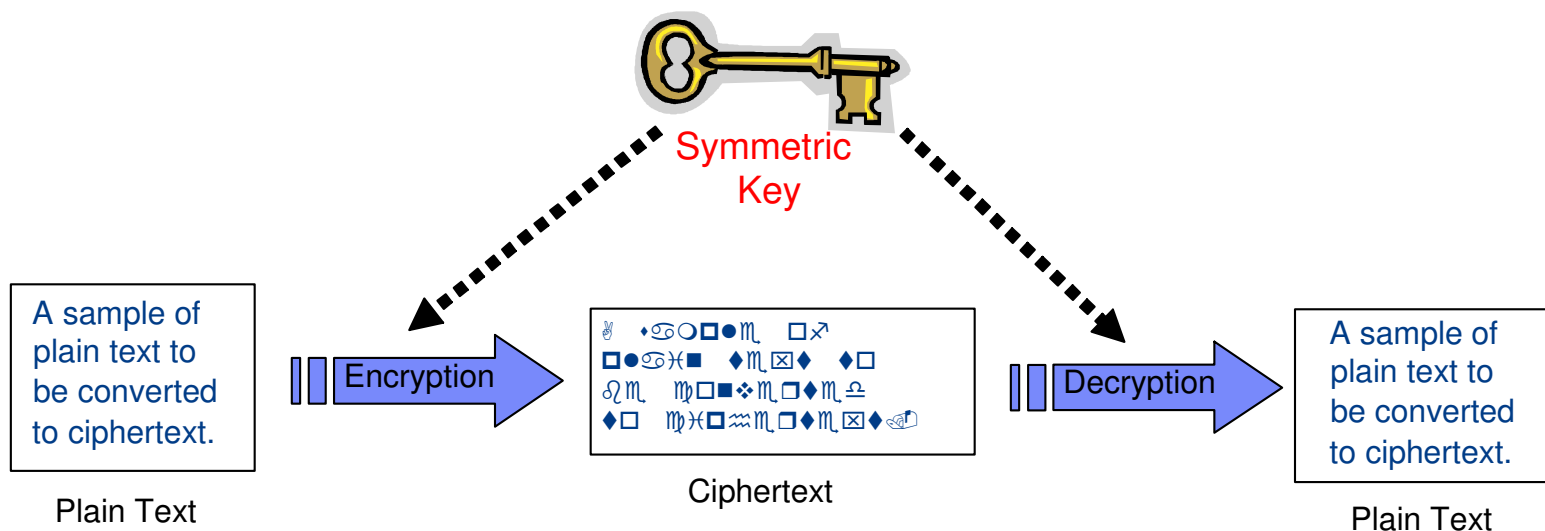 Symmetric
Key
A sample of
plain text to
be converted
to ciphertext.
Plain Text
Encryption
Ciphertext
Decryption
A sample of
plain text to
be converted
to ciphertext.
Plain Text